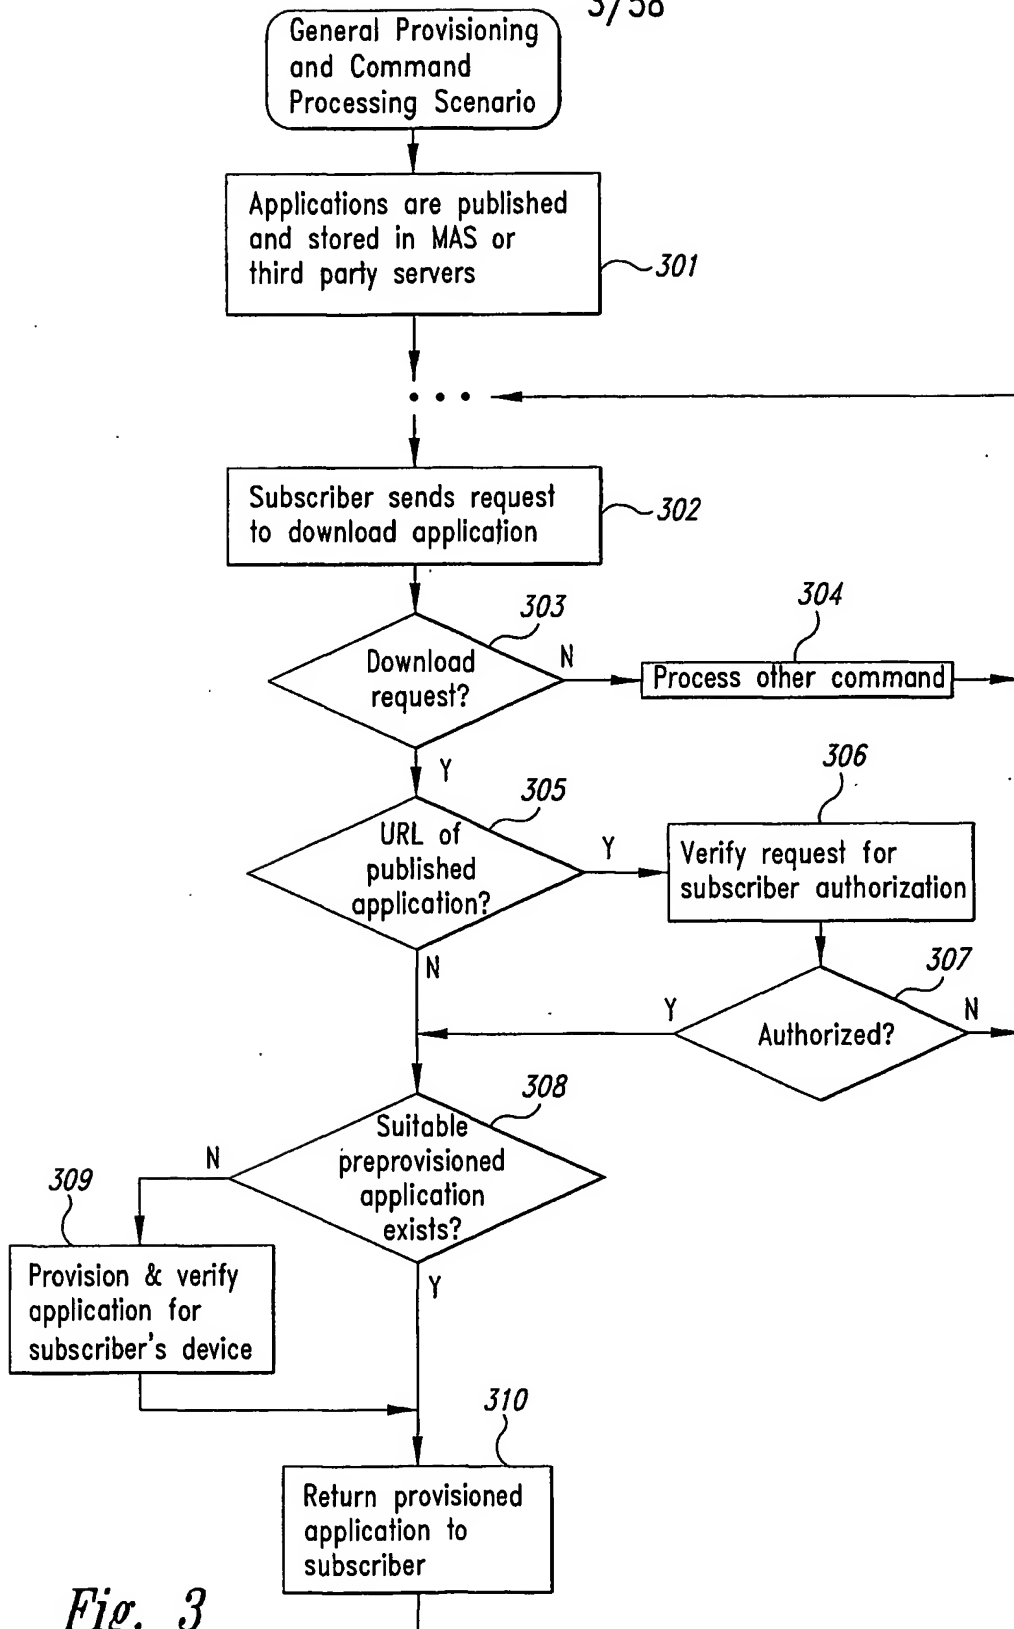 3/58
General Provisioning
and Command
Processing Scenario
Applications are published
and stored in MAS or
third party servers
301
Subscriber sends request
to download application
302
303
304
Download
request?
N
Process other command
Y
305
306
URL of
published
application?
Y
Verify request for
subscriber authorization
N
307
Y
Authorized?
N
308
Suitable
preprovisioned
application
exists?
N
309
Y
Provision & verify
application for
subscriber's device
310
Return provisioned
application to
subscriber
Fig. 3